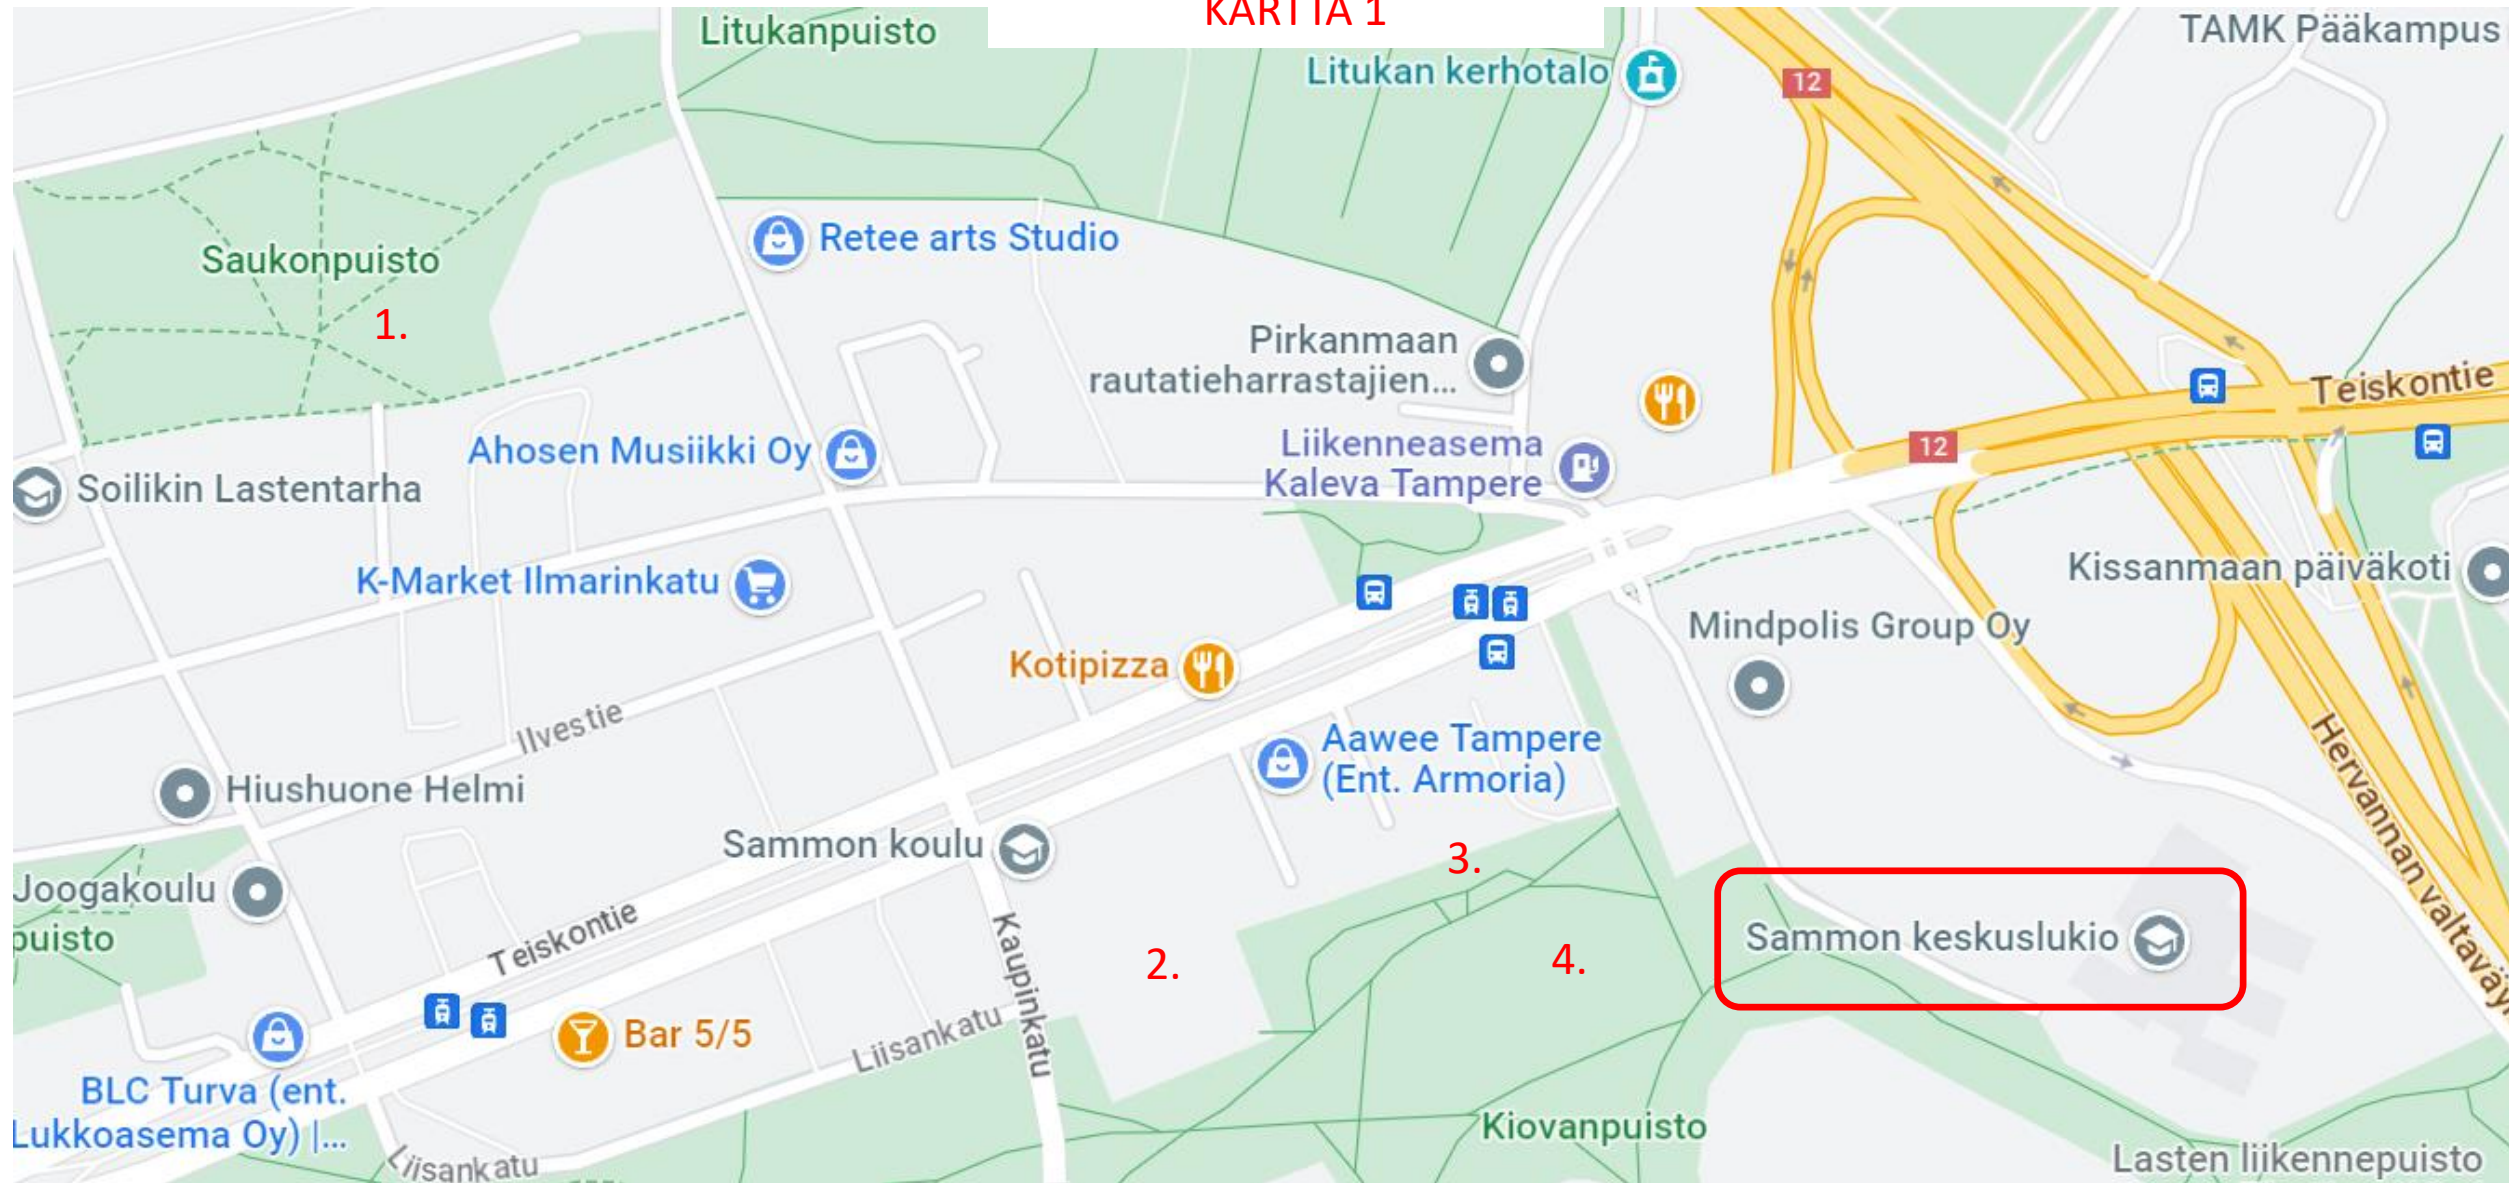 KARTTA 1
Litukanpuisto
TAMK Pääkampus
Litukan kerhotalo
12
Saukonpuisto
Retee arts Studio
1.
Pirkanmaan
rautatieharrastajien...
Teiskontie
Ahosen Musiikki Oy
Liikenneasema
Kaleva Tampere
12
Soilikin Lastentarha
K-Market Ilmarinkatu
Kissanmaan päiväkoti
Mindpolis Group Oy
Kotipizza
Ilvestie
Aawee Tampere
(Ent. Armoria)
Hiushuone Helmi
Hervannan valtaväy
Sammon koulu
3.
Joogakoulu
puisto
Teiskontie
Kaupinkatu
2.
4.
Sammon keskuslukio
Bar 5/5
Liisankatu
BLC Turva (ent.
Lukkoasema Oy) |...
Kiovanpuisto
Liisankatu
Lasten liikennepuisto